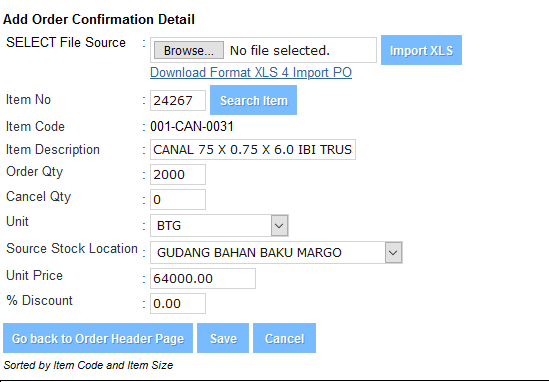 Add Order Confirmation Detail
SELECT File Source : Browse... No file selected. Import XLS
Download Format XLS 4 Import PO
Item No : 24267 Search Item
Item Code : 001-CAN-0031
Item Description : CANAL 75 X 0.75 X 6.0 IBI TRUS
Order Qty : 2000
Cancel Qty : 0
Unit : BTG
Source Stock Location : GUDANG BAHAN BAKU MARGO
Unit Price : 64000.00
% Discount : 0.00
Go back to Order Header Page Save Cancel
Sorted by Item Code and Item Size